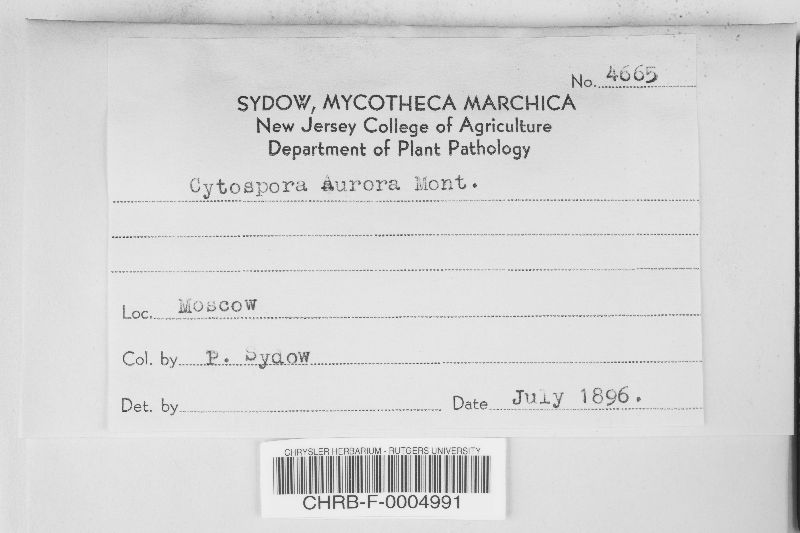 No. 4665
SYDOW, MYCOTHECA MARCHICA
New Jersey College of Agriculture
Department of Plant Pathology
Cytospora Aurora Mont.
Loc. Moscow
Col. by P. Sydow
Det. by Date July 1896.
CHRYSLER HERBARIUM - RUTGERS UNIVERSITY
CHRB-F-0004991